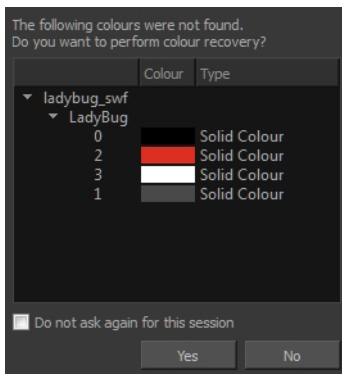 The following colours were not found.
Do you want to perform colour recovery?
Colour Type
ladybug_swf
LadyBug
0 Solid Colour
2 Solid Colour
3 Solid Colour
1 Solid Colour
Do not ask again for this session
Yes No